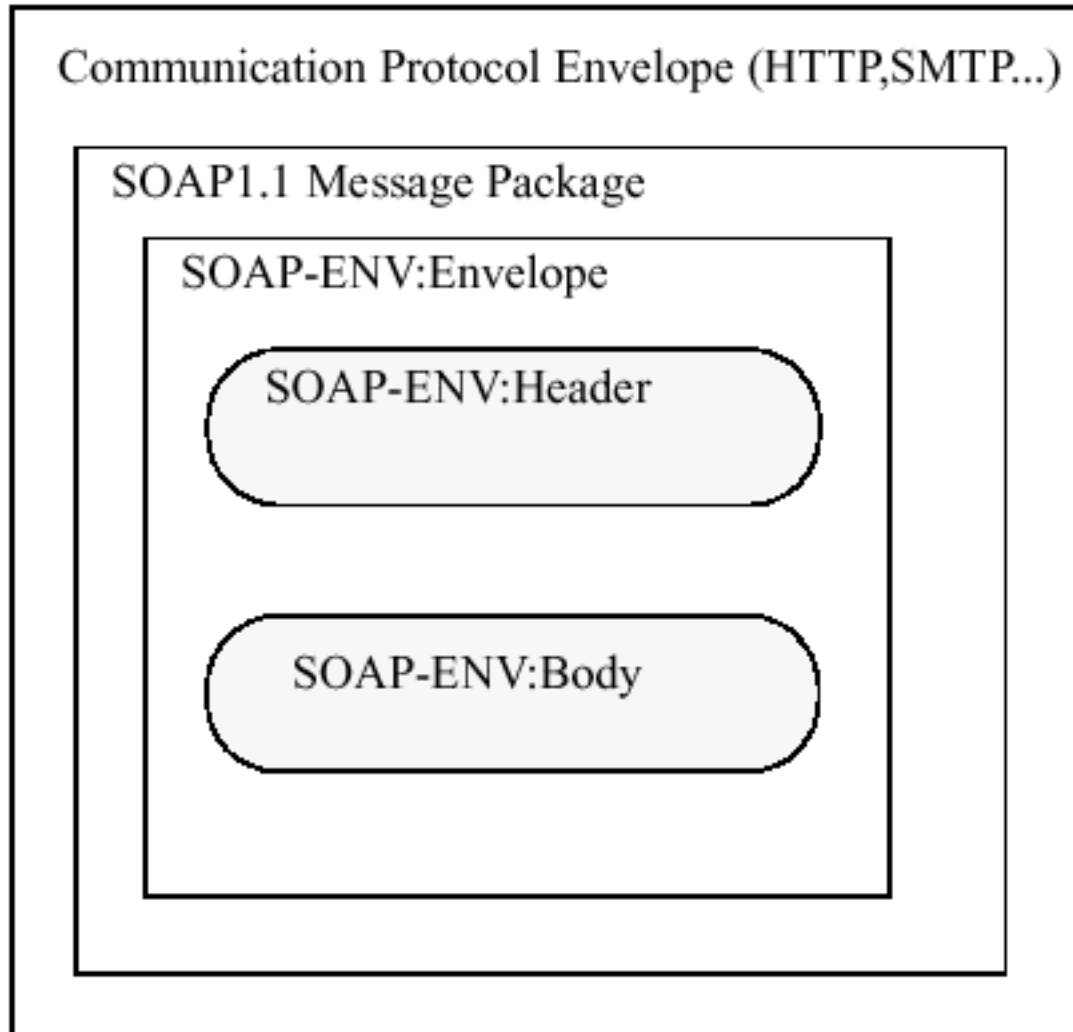 Communication Protocol Envelope (HTTP,SMTP...)
SOAP1.1 Message Package
SOAP-ENV:Envelope
SOAP-ENV:Header
SOAP-ENV:Body